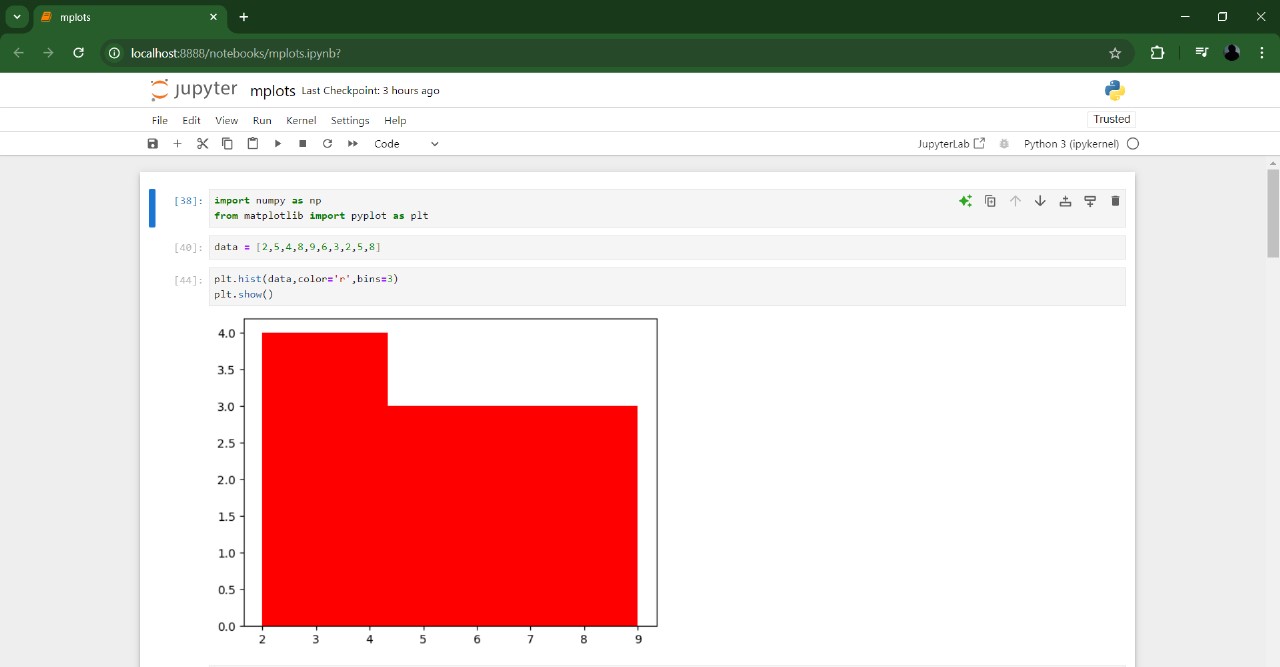 mplots
localhost:8888/notebooks/mplots.ipynb?
jupyter mplots Last Checkpoint: 3 hours ago
File Edit View Run Kernel Settings Help
Trusted
Code
JupyterLab
Python 3 (ipykernel)
[38]: import numpy as np
from matplotlib import pyplot as plt
[40]: data = [2,5,4,8,9,6,3,2,5,8]
[44]: plt.hist(data,color='r',bins=3)
plt.show()
4.0
3.5
3.0
2.5
2.0
1.5
1.0
0.5
0.0
2 3 4 5 6 7 8 9